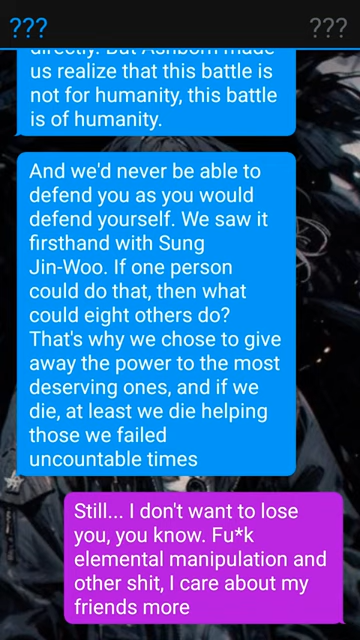 ??? ???
directly. But Ashborn made
us realize that this battle is
not for humanity, this battle
is of humanity.
And we'd never be able to
defend you as you would
defend yourself. We saw it
firsthand with Sung
Jin-Woo. If one person
could do that, then what
could eight others do?
That's why we chose to give
away the power to the most
deserving ones, and if we
die, at least we die helping
those we failed
uncountable times
Still... I don't want to lose
you, you know. Fu*k
elemental manipulation and
other shit, I care about my
friends more